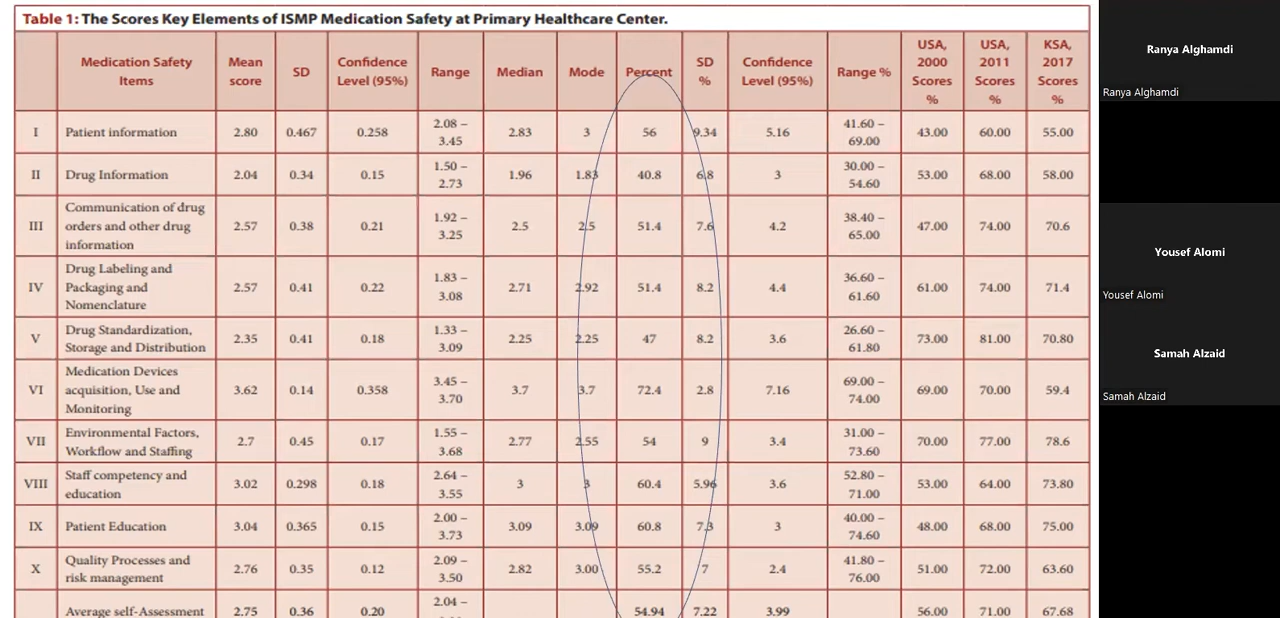 Table 1: The Scores Key Elements of ISMP Medication Safety at Primary Healthcare Center.
Medication Safety Items Mean score SD Confidence Level (95%) Range Median Mode Percent SD % Confidence Level (95%) Range % USA, 2000 Scores % USA, 2011 Scores % KSA, 2017 Scores %
I Patient information 2.80 0.467 0.258 2.08 – 3.45 2.83 3 56 9.34 5.16 41.60 – 69.00 43.00 60.00 55.00
II Drug Information 2.04 0.34 0.15 1.50 – 2.73 1.96 1.83 40.8 6.8 3 30.00 – 54.60 53.00 68.00 58.00
III Communication of drug orders and other drug information 2.57 0.38 0.21 1.92 – 3.25 2.5 2.5 51.4 7.6 4.2 38.40 – 65.00 47.00 74.00 70.6
IV Drug Labeling and Packaging and Nomenclature 2.57 0.41 0.22 1.83 – 3.08 2.71 2.92 51.4 8.2 4.4 36.60 – 61.60 61.00 74.00 71.4
V Drug Standardization, Storage and Distribution 2.35 0.41 0.18 1.33 – 3.09 2.25 2.25 47 8.2 3.6 26.60 – 61.80 73.00 81.00 70.80
VI Medication Devices acquisition, Use and Monitoring 3.62 0.14 0.358 3.45 – 3.70 3.7 3.7 72.4 2.8 7.16 69.00 – 74.00 69.00 70.00 59.4
VII Environmental Factors, Workflow and Staffing 2.7 0.45 0.17 1.55 – 3.68 2.77 2.55 54 9 3.4 31.00 – 73.60 70.00 77.00 78.6
VIII Staff competency and education 3.02 0.298 0.18 2.64 – 3.55 3 3 60.4 5.96 3.6 52.80 – 71.00 53.00 64.00 73.80
IX Patient Education 3.04 0.365 0.15 2.00 – 3.73 3.09 3.09 60.8 7.3 3 40.00 – 74.60 48.00 68.00 75.00
X Quality Processes and risk management 2.76 0.35 0.12 2.09 – 3.50 2.82 3.00 55.2 7 2.4 41.80 – 76.00 51.00 72.00 63.60
Average self-Assessment 2.75 0.36 0.20 2.04 – 54.94 7.22 3.99 56.00 71.00 67.68
Ranya Alghamdi
Ranya Alghamdi
Yousef Alomi
Yousef Alomi
Samah Alzaid
Samah Alzaid